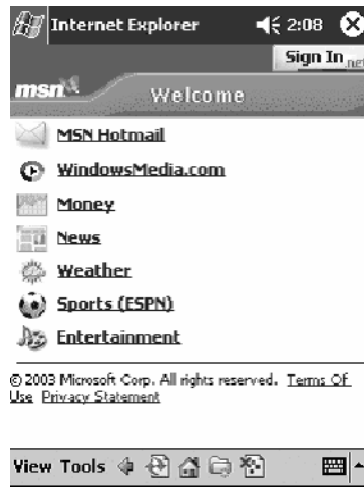 Internet Explorer 2:08
Sign In .net
msn
Welcome
MSN Hotmail
WindowsMedia.com
Money
News
Weather
Sports (ESPN)
Entertainment
© 2003 Microsoft Corp. All rights reserved. Terms Of
Use Privacy Statement
View Tools